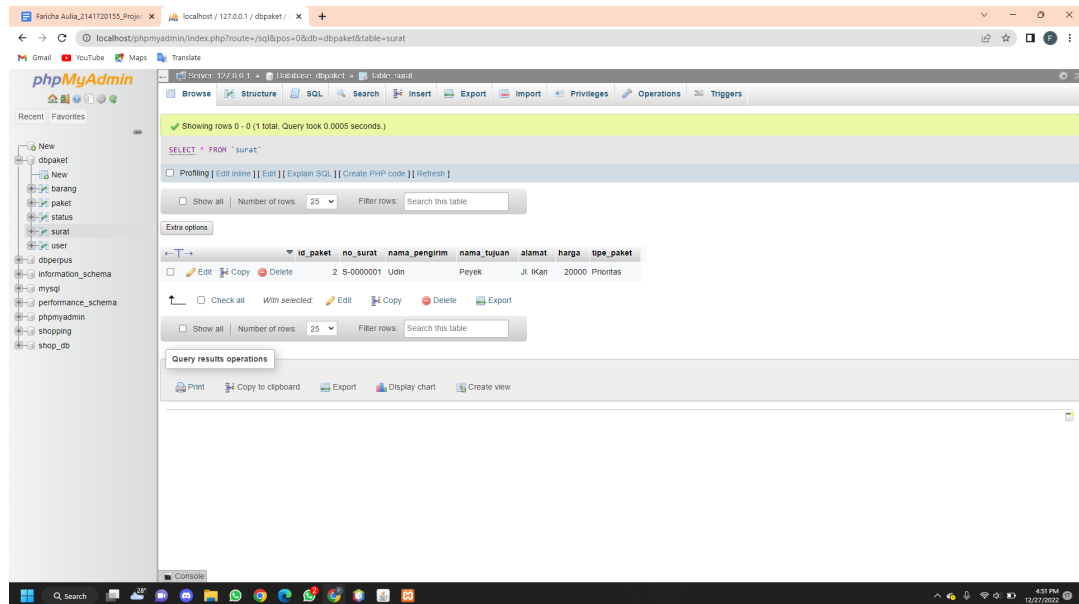 Faricha Aulia_2141720155_Projec
localhost / 127.0.0.1 / dbpaket /
localhost/phpmyadmin/index.php?route=/sql&pos=0&db=dbpaket&table=surat
F
Gmail YouTube Maps Translate
phpMyAdmin
Recent Favorites
New
dbpaket
New
barang
paket
status
surat
user
dbperpus
information_schema
mysql
performance_schema
phpmyadmin
shopping
shop_db
Server: 127.0.0.1 » Database: dbpaket » Table: surat
Browse Structure SQL Search Insert Export Import Privileges Operations Triggers
Showing rows 0 - 0 (1 total, Query took 0.0005 seconds.)
SELECT * FROM `surat`
Profiling [ Edit inline ] [ Edit ] [ Explain SQL ] [ Create PHP code ] [ Refresh ]
Show all | Number of rows: 25 Filter rows: Search this table
Extra options
←T→ id_paket no_surat nama_pengirim nama_tujuan alamat harga tipe_paket
Edit Copy Delete 2 S-0000001 Udin Peyek Jl. IKan 20000 Prioritas
Check all With selected: Edit Copy Delete Export
Show all | Number of rows: 25 Filter rows: Search this table
Query results operations
Print Copy to clipboard Export Display chart Create view
Console
Search
28°
4:51 PM
12/27/2022